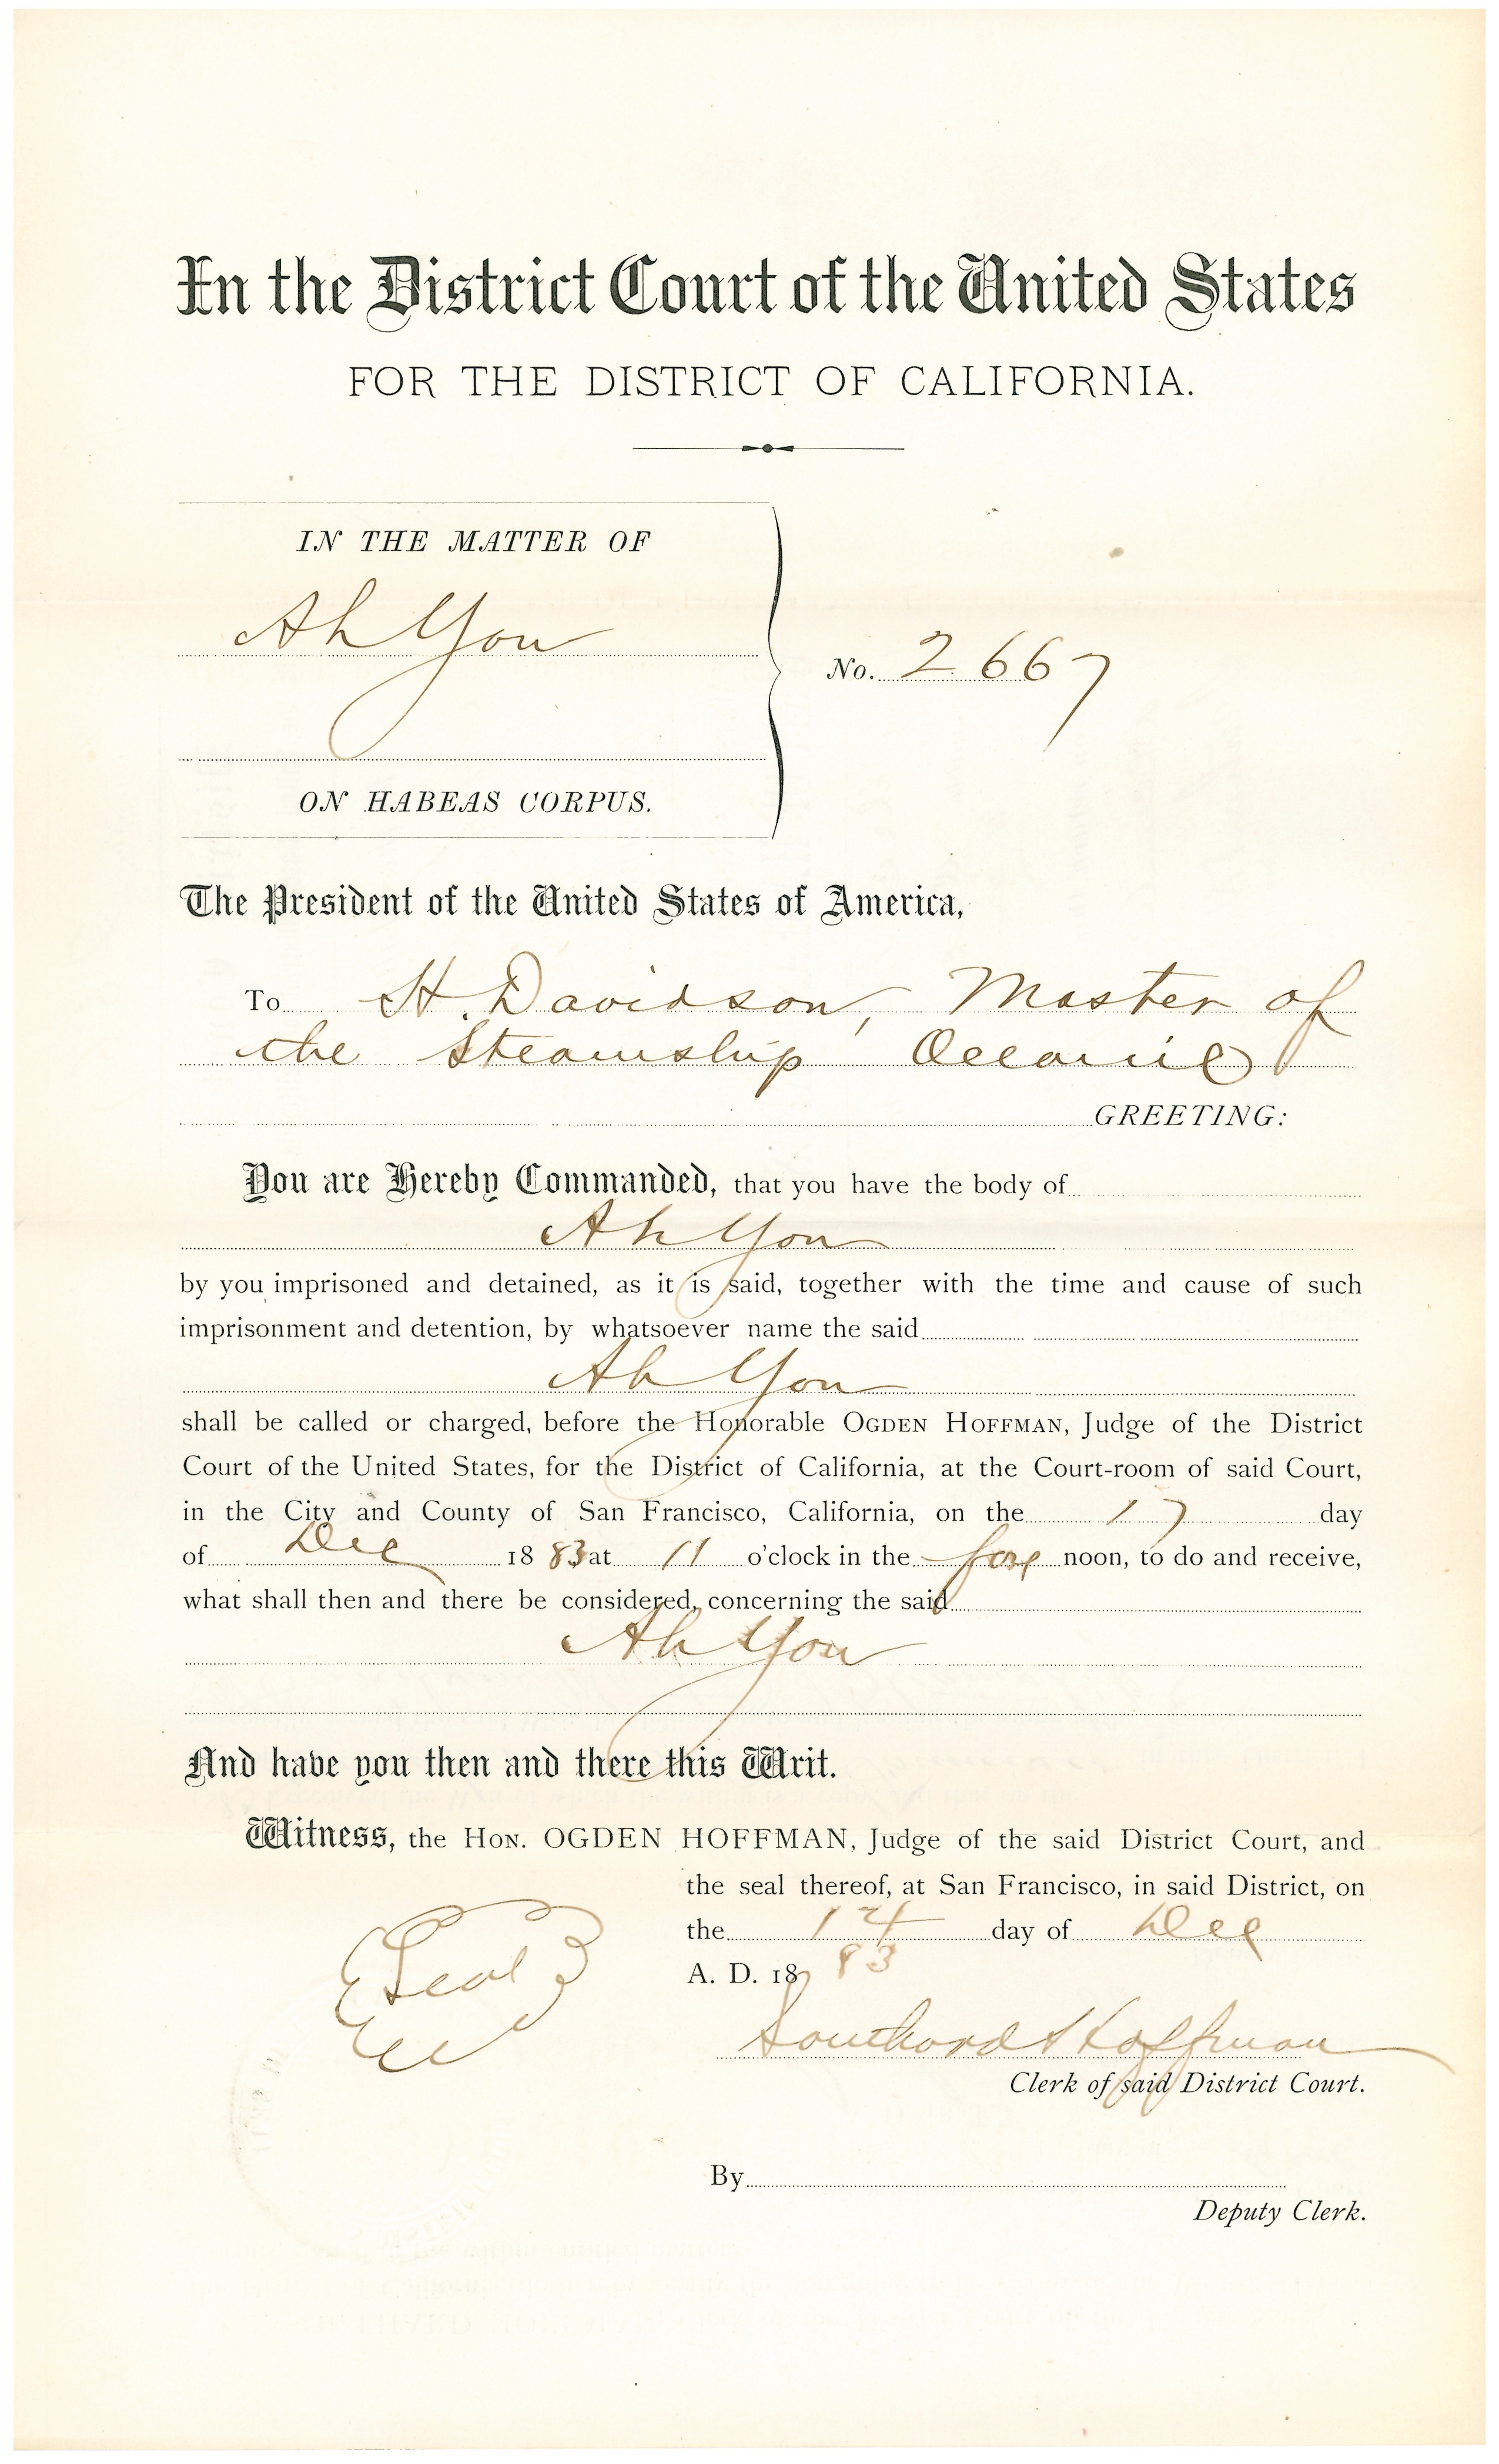 In the District Court of the United States
FOR THE DISTRICT OF CALIFORNIA.
IN THE MATTER OF
Ah You
No. 2667
ON HABEAS CORPUS.
The President of the United States of America,
To H. Davidson, Master of
the Steamship Oceanic
GREETING:
You are Hereby Commanded, that you have the body of
Ah You
by you imprisoned and detained, as it is said, together with the time and cause of such
imprisonment and detention, by whatsoever name the said
Ah You
shall be called or charged, before the Honorable OGDEN HOFFMAN, Judge of the District
Court of the United States, for the District of California, at the Court-room of said Court,
in the City and County of San Francisco, California, on the 17 day
of Dec 1883, at 11 o'clock in the fore noon, to do and receive,
what shall then and there be considered, concerning the said
Ah You
And have you then and there this Writ.
Witness, the HON. OGDEN HOFFMAN, Judge of the said District Court, and
the seal thereof, at San Francisco, in said District, on
the 14 day of Dec
Seal
A. D. 1883
Southard Hoffman
Clerk of said District Court.
By
Deputy Clerk.